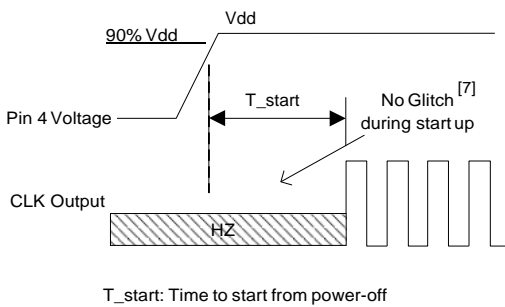 Vdd
90% Vdd
T_start
No Glitch [7]
during start up
Pin 4 Voltage
CLK Output
HZ
T_start: Time to start from power-off